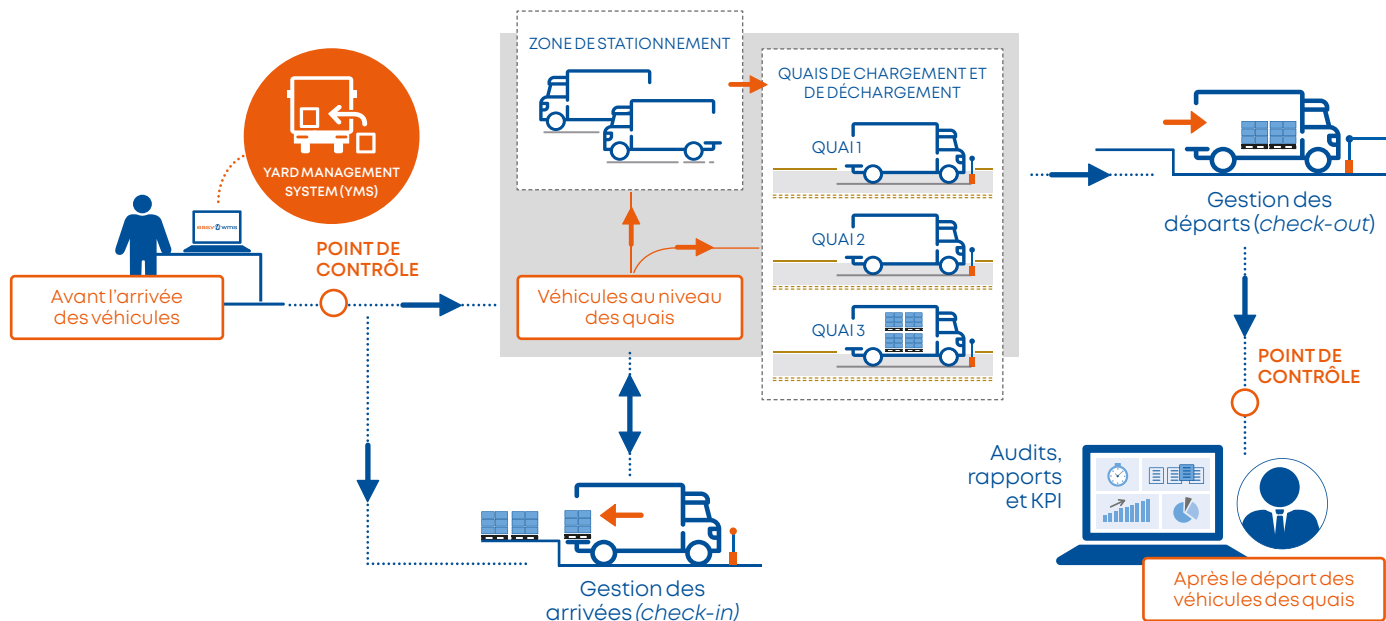 ZONE DE STATIONNEMENT
QUAIS DE CHARGEMENT ET
DE DÉCHARGEMENT
QUAI 1
QUAI 2
QUAI 3
YARD MANAGEMENT
SYSTEM (YMS)
POINT DE
CONTRÔLE
Avant l'arrivée
des véhicules
Véhicules au niveau
des quais
Gestion des
départs (check-out)
POINT DE
CONTRÔLE
Audits,
rapports
et KPI
Gestion des
arrivées (check-in)
Après le départ des
véhicules des quais